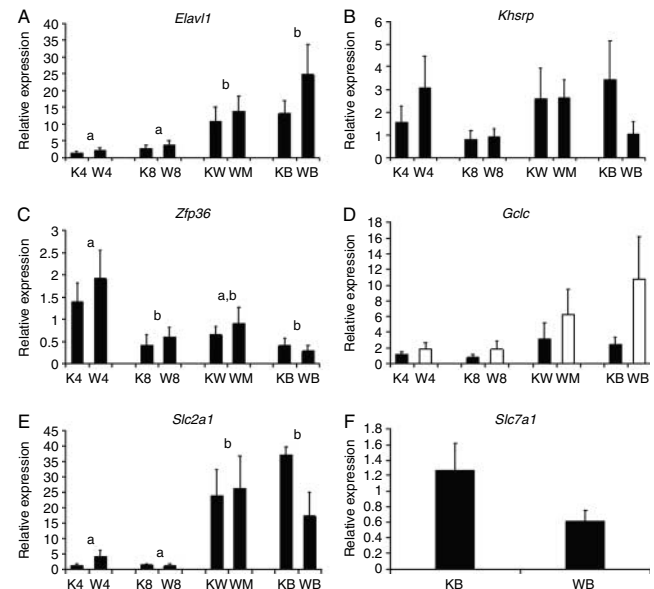 A
Elavl1
Relative expression
40
35
30
25
20
15
10
5
0
a
a
b
b
K4 W4 K8 W8 KW WM KB WB
B
Khsrp
Relative expression
6
5
4
3
2
1
0
K4 W4 K8 W8 KW WM KB WB
C
Zfp36
Relative expression
3
2.5
2
1.5
1
0.5
0
a
b
a,b
b
K4 W4 K8 W8 KW WM KB WB
D
Gclc
Relative expression
18
16
14
12
10
8
6
4
2
0
K4 W4 K8 W8 KW WM KB WB
E
Slc2a1
Relative expression
45
40
35
30
25
20
15
10
5
0
a
a
b
b
K4 W4 K8 W8 KW WM KB WB
F
Slc7a1
Relative expression
1.8
1.6
1.4
1.2
1
0.8
0.6
0.4
0.2
0
KB WB